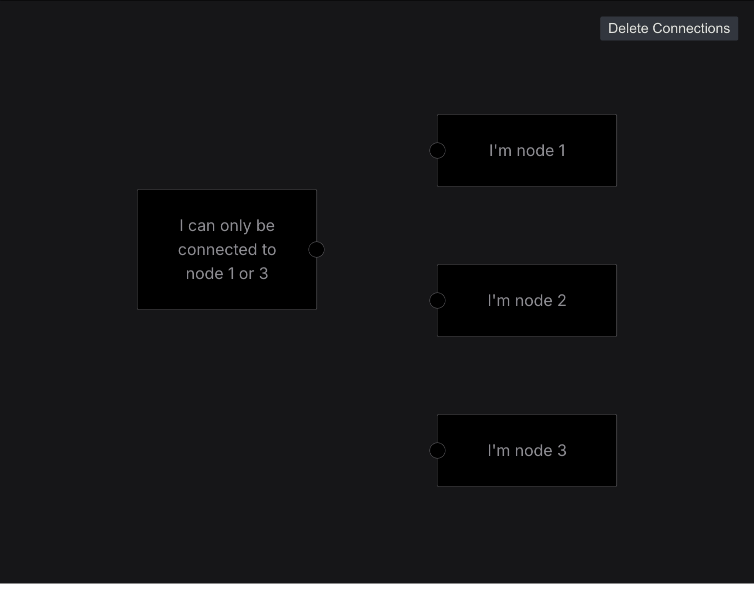 Delete Connections
I'm node 1
I can only be
connected to
node 1 or 3
I'm node 2
I'm node 3